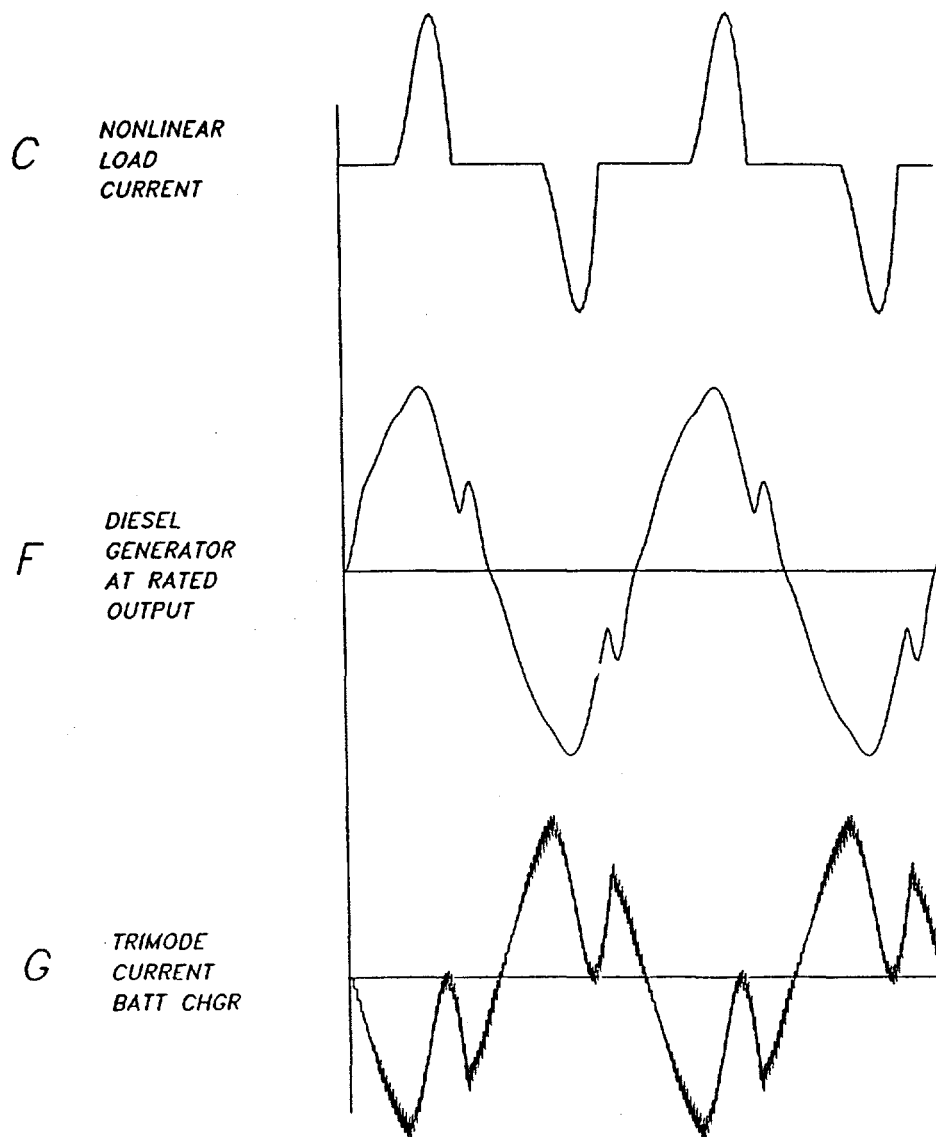 C
NONLINEAR
LOAD
CURRENT
F
DIESEL
GENERATOR
AT RATED
OUTPUT
G
TRIMODE
CURRENT
BATT CHGR